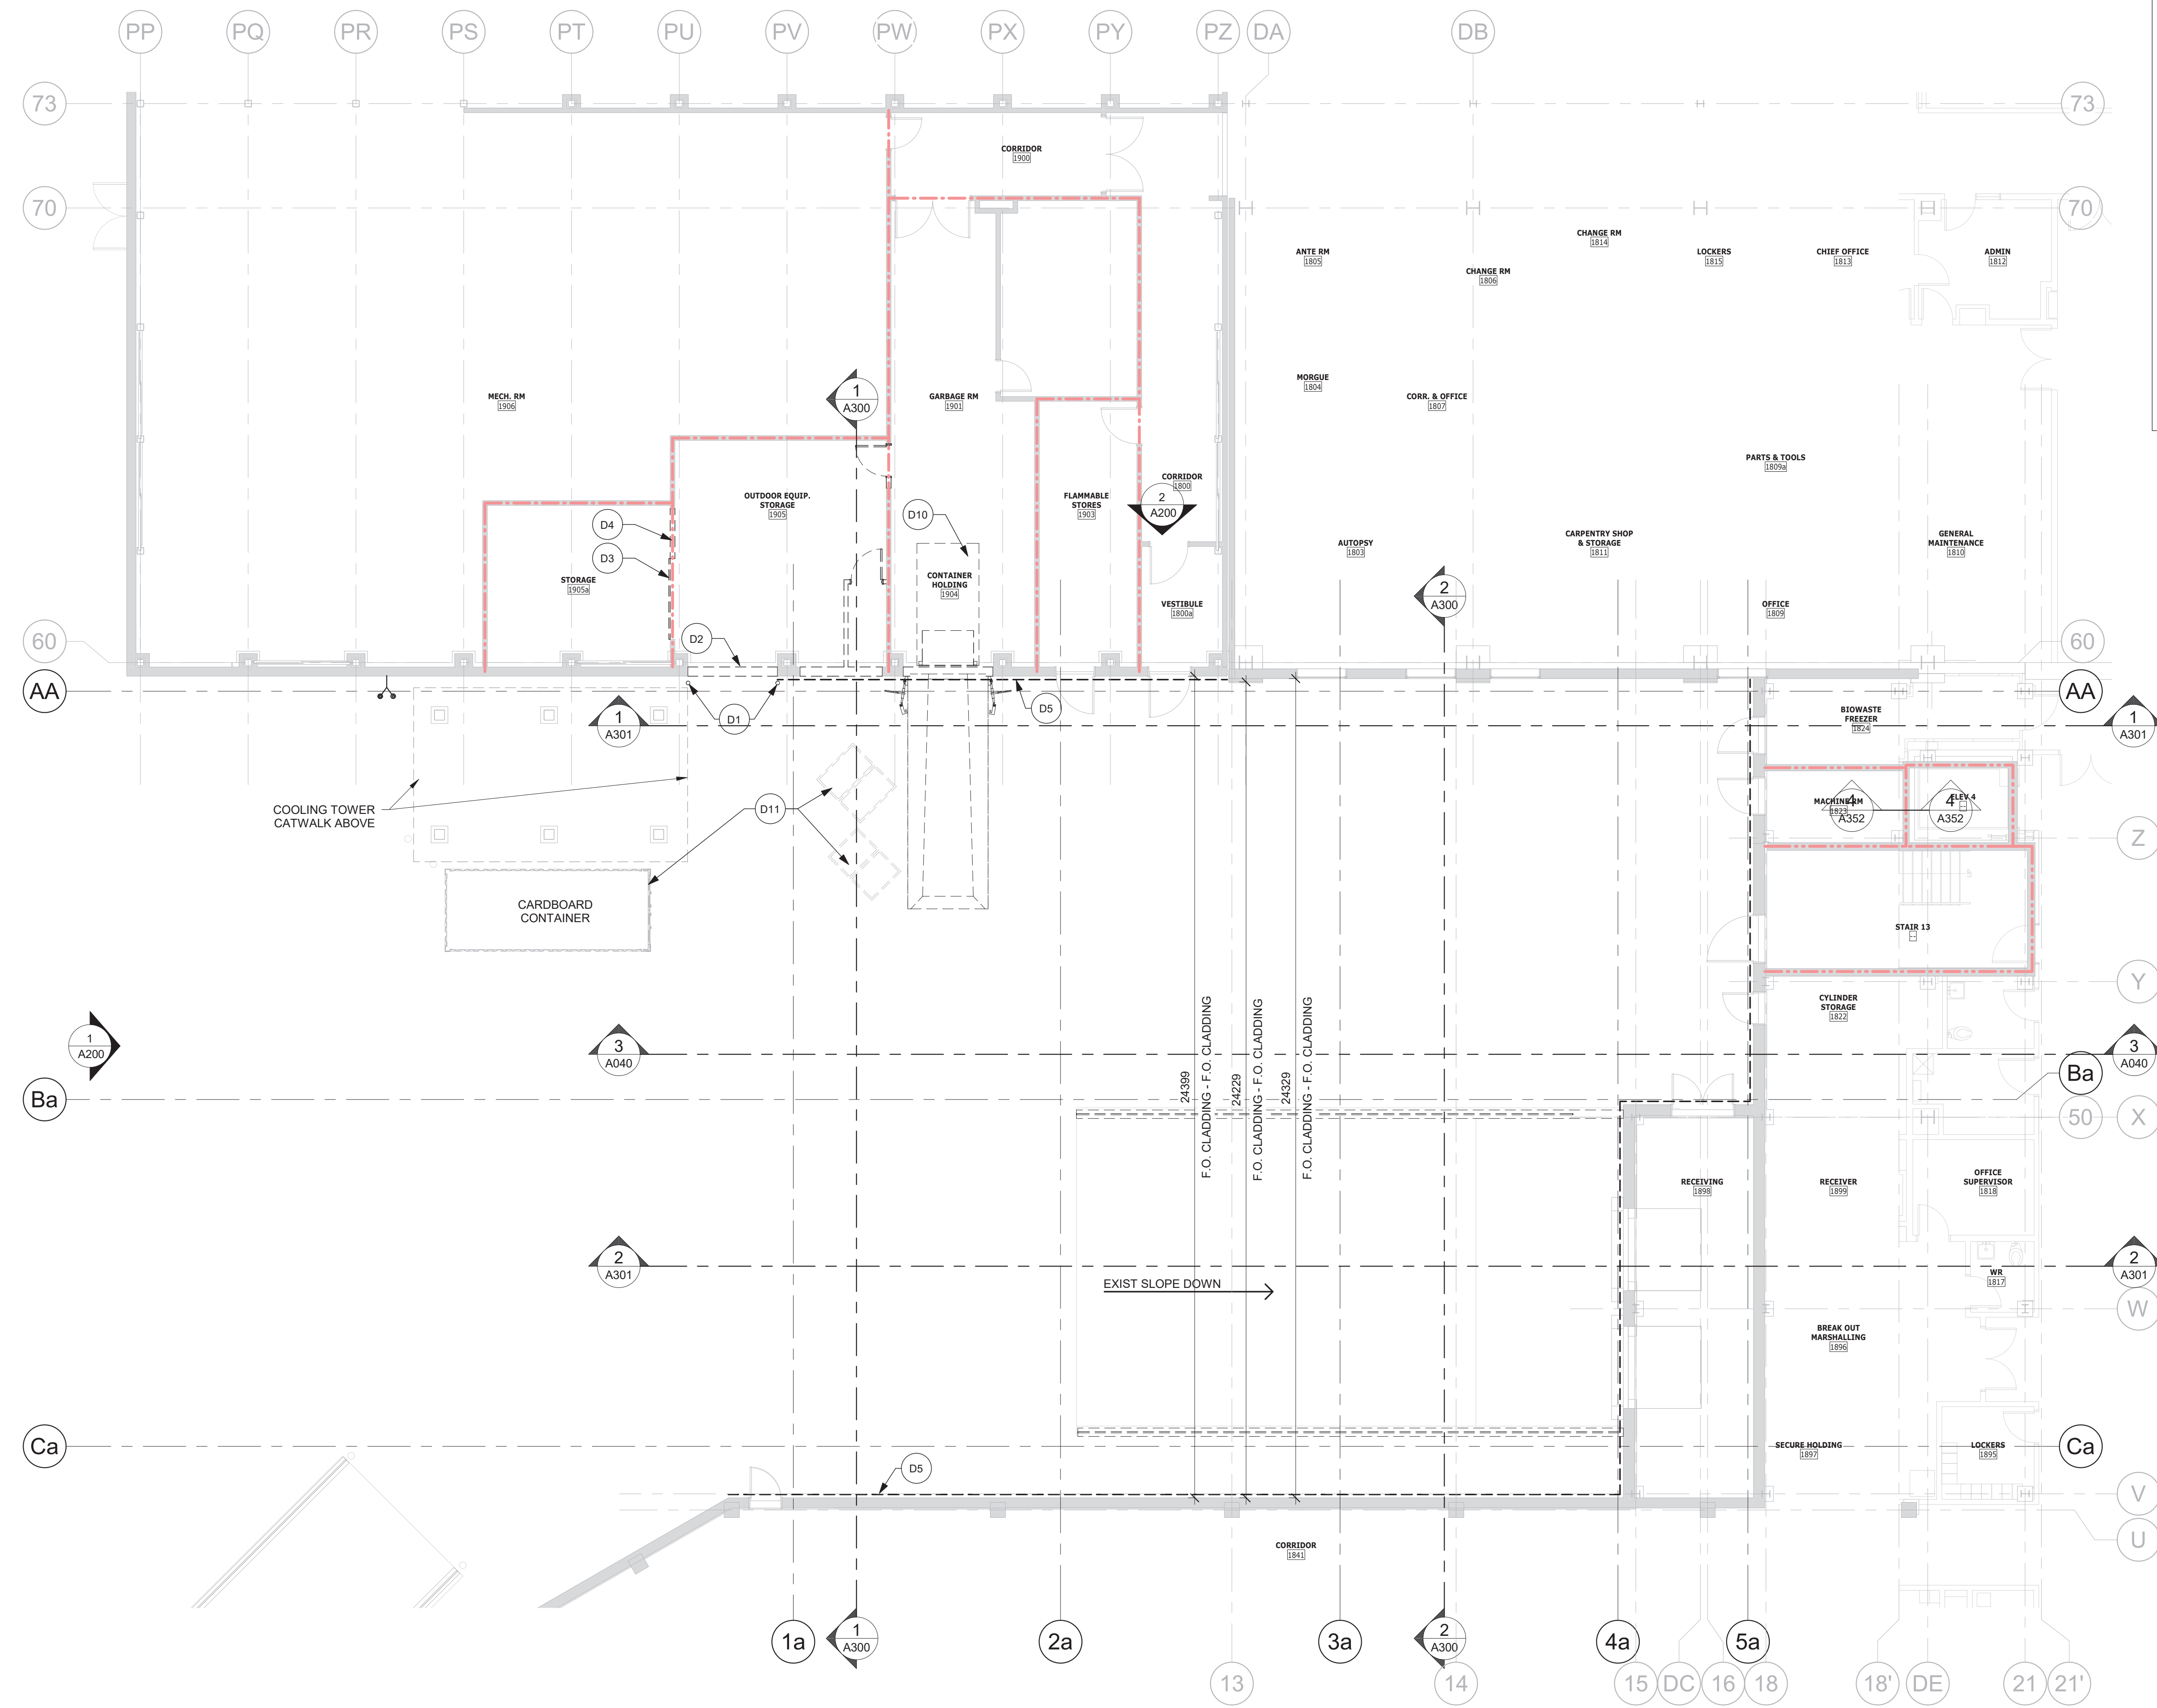 PP PQ PR PS PT PU PV PW PX PY PZ DA DB
73 73
CORRIDOR
1900
70 70
ANTE RM
1805
CHANGE RM
1814
CHANGE RM
1806
LOCKERS
1815
CHIEF OFFICE
1813
ADMIN
1812
MORGUE
1804
MECH. RM
1906
1
A300
GARBAGE RM
1901
CORR. & OFFICE
1807
PARTS & TOOLS
1809a
OUTDOOR EQUIP.
STORAGE
1905
FLAMMABLE
STORES
1903
CORRIDOR
1800
2
A200
D4
D10
D3
STORAGE
1905a
CONTAINER
HOLDING
1904
AUTOPSY
1803
CARPENTRY SHOP
& STORAGE
1811
GENERAL
MAINTENANCE
1810
2
A300
VESTIBULE
1800a
OFFICE
1809
60 60
D2
AA AA
D1
D5
1
A301
BIOWASTE
FREEZER
1824
1
A301
COOLING TOWER
CATWALK ABOVE
D11
MACHINE RM
1823
4
A352
ELEV 4
--
4
A352
Z
CARDBOARD
CONTAINER
STAIR 13
--
Y
CYLINDER
STORAGE
1822
1
A200
3
A040
3
A040
24399
F.O. CLADDING - F.O. CLADDING
24229
F.O. CLADDING - F.O. CLADDING
24329
F.O. CLADDING - F.O. CLADDING
Ba Ba
50 X
RECEIVING
1898
RECEIVER
1899
OFFICE
SUPERVISOR
1818
2
A301
EXIST SLOPE DOWN
WR
1817
2
A301
W
BREAK OUT
MARSHALLING
1896
Ca Ca
SECURE HOLDING
1897
LOCKERS
1895
D5
V
U
CORRIDOR
1841
1a
1
A300
2a 3a
2
A300
4a 5a
13 14 15 DC 16 18 18' DE 21 21'